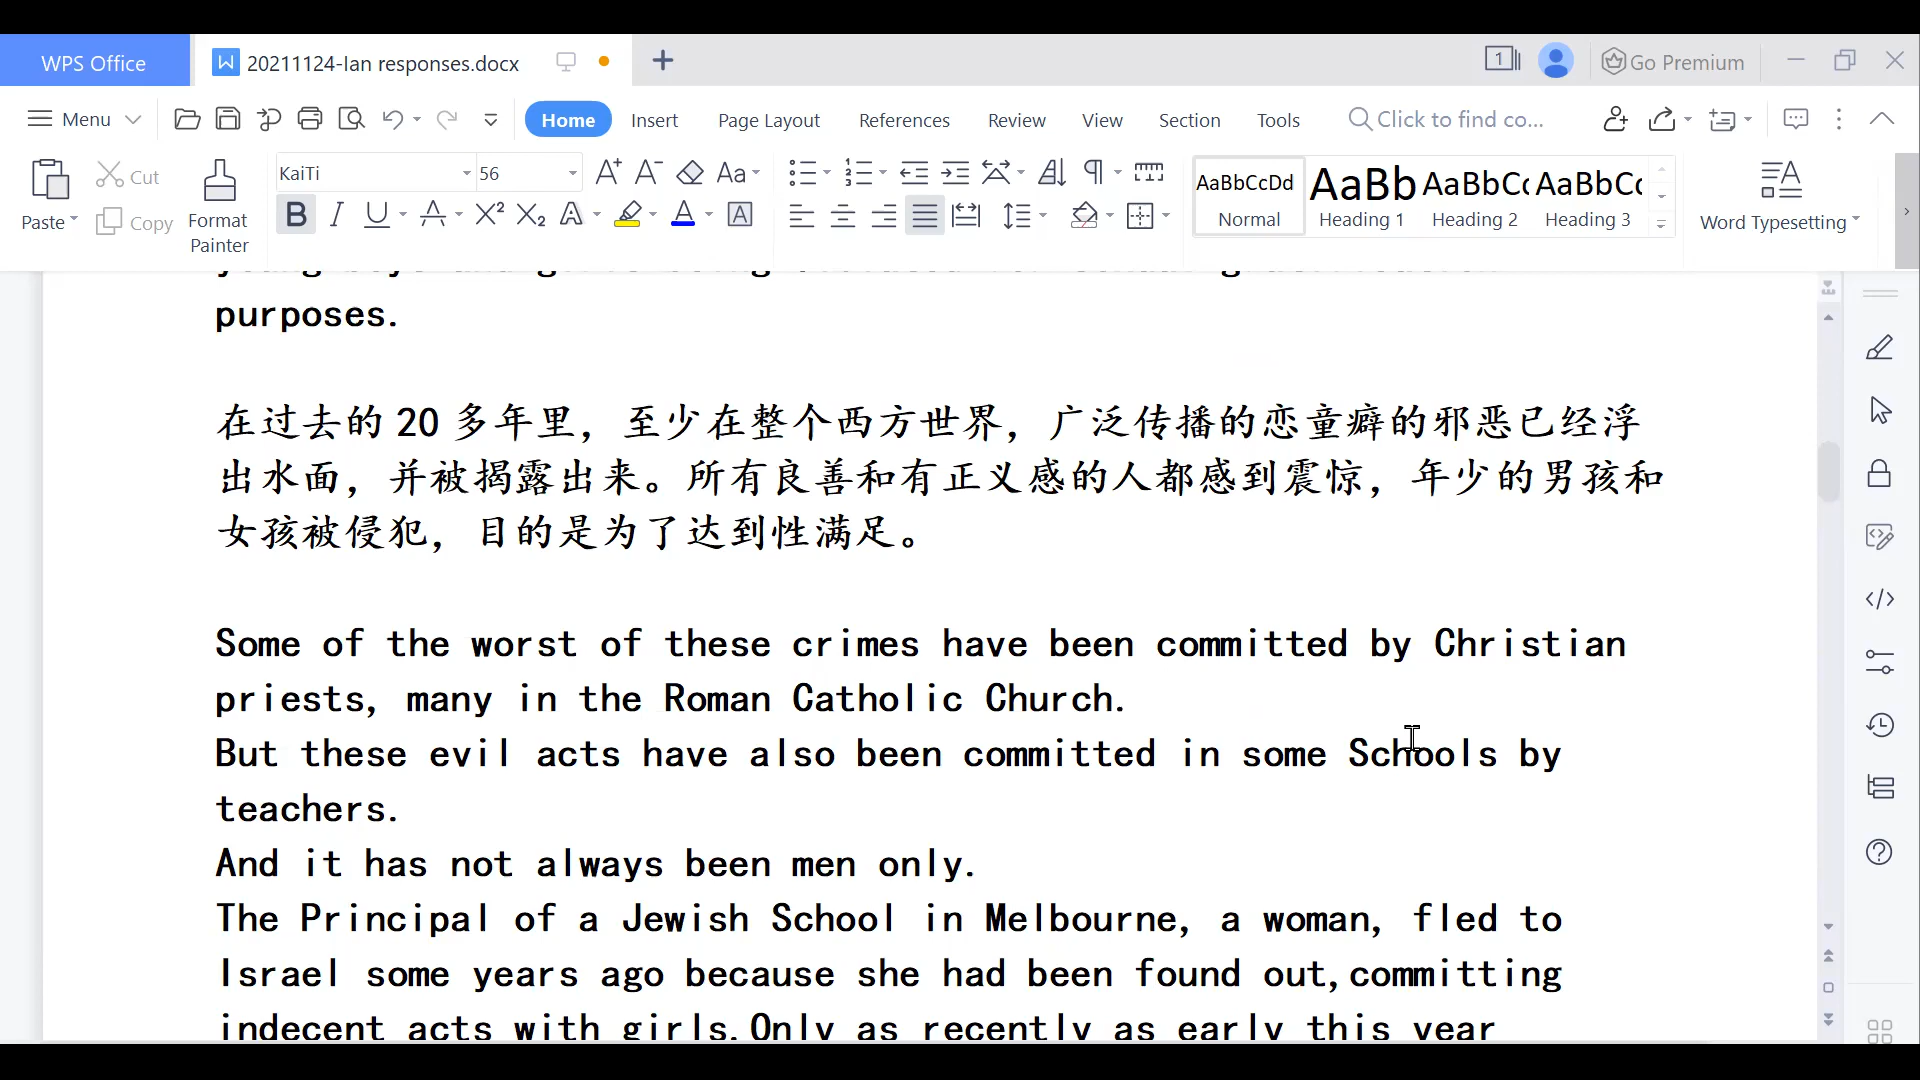 WPS Office
20211124-Ian responses.docx
1
Go Premium
Menu
Home
Insert
Page Layout
References
Review
View
Section
Tools
Click to find co...
Paste
Cut
Copy
Format
Painter
KaiTi
56
AaBbCcDd
Normal
AaBb
Heading 1
AaBbCc
Heading 2
AaBbCc
Heading 3
Word Typesetting
purposes.
在过去的 20 多年里，至少在整个西方世界，广泛传播的恋童癖的邪恶已经浮
出水面，并被揭露出来。所有良善和有正义感的人都感到震惊，年少的男孩和
女孩被侵犯，目的是为了达到性满足。
Some of the worst of these crimes have been committed by Christian
priests, many in the Roman Catholic Church.
But these evil acts have also been committed in some Schools by
teachers.
And it has not always been men only.
The Principal of a Jewish School in Melbourne, a woman, fled to
Israel some years ago because she had been found out,committing
indecent acts with girls.Only as recently as early this year